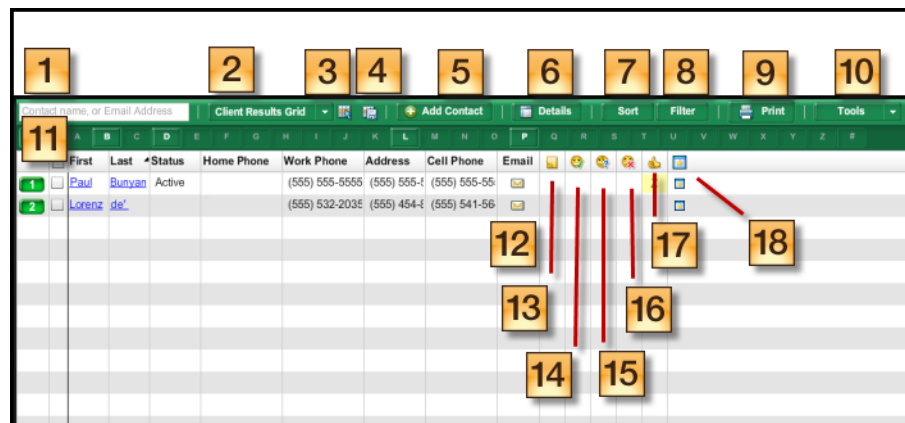 1 2 3 4 5 6 7 8 9 10
Contact name, or Email Address Client Results Grid Add Contact Details Sort Filter Print Tools
11 A B C D E F G H I J K L M N O P Q R S T U V W X Y Z #
First Last Status Home Phone Work Phone Address Cell Phone Email
1 Paul Bunyan Active (555) 555-5555 (555) 555-5 (555) 555-55 2
2 Lorenz de' (555) 532-2035 (555) 454-8 (555) 541-56
12 17 18
13 16
14 15